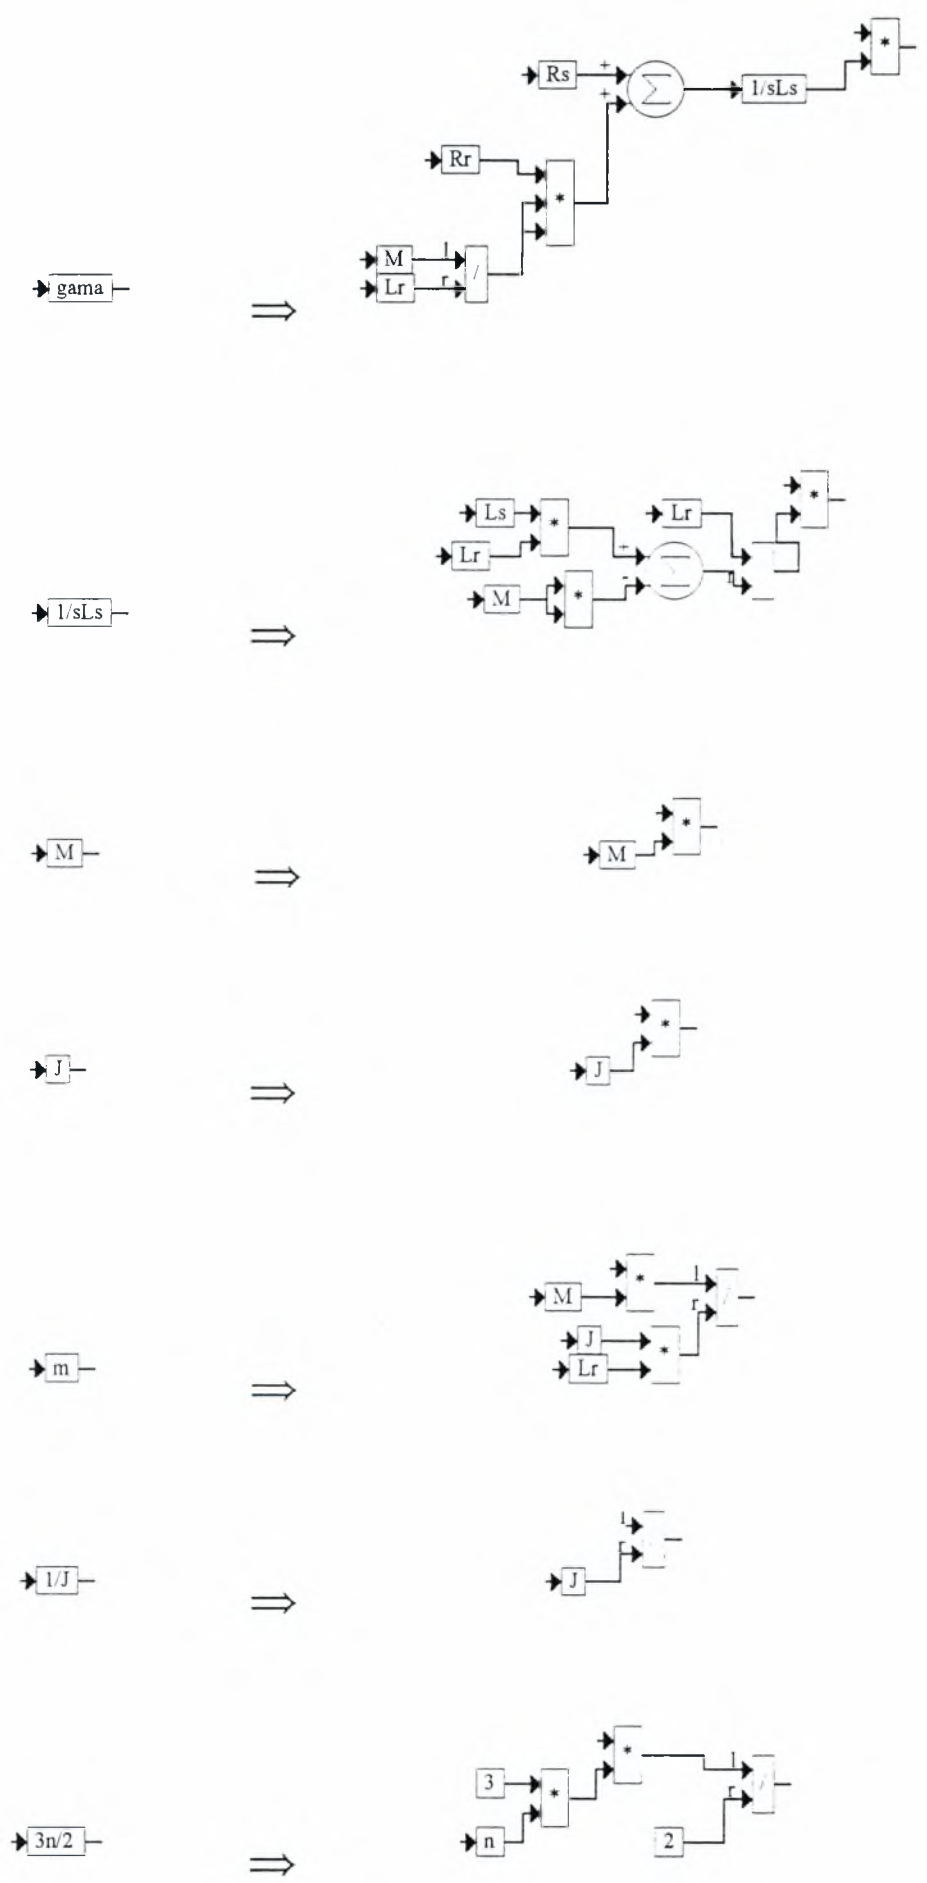 *
+
Rs
+
Σ
1/sLs
Rr
*
M
l
/
gama
⇒
Lr
r
*
Ls
*
Lr
Lr
+
Σ
-
r
M
*
1/sLs
⇒
*
M
⇒
M
*
J
⇒
J
*
l
M
r
/
J
*
m
⇒
Lr
l
r
1/J
⇒
J
*
l
3
*
r
/
3n/2
⇒
n
2